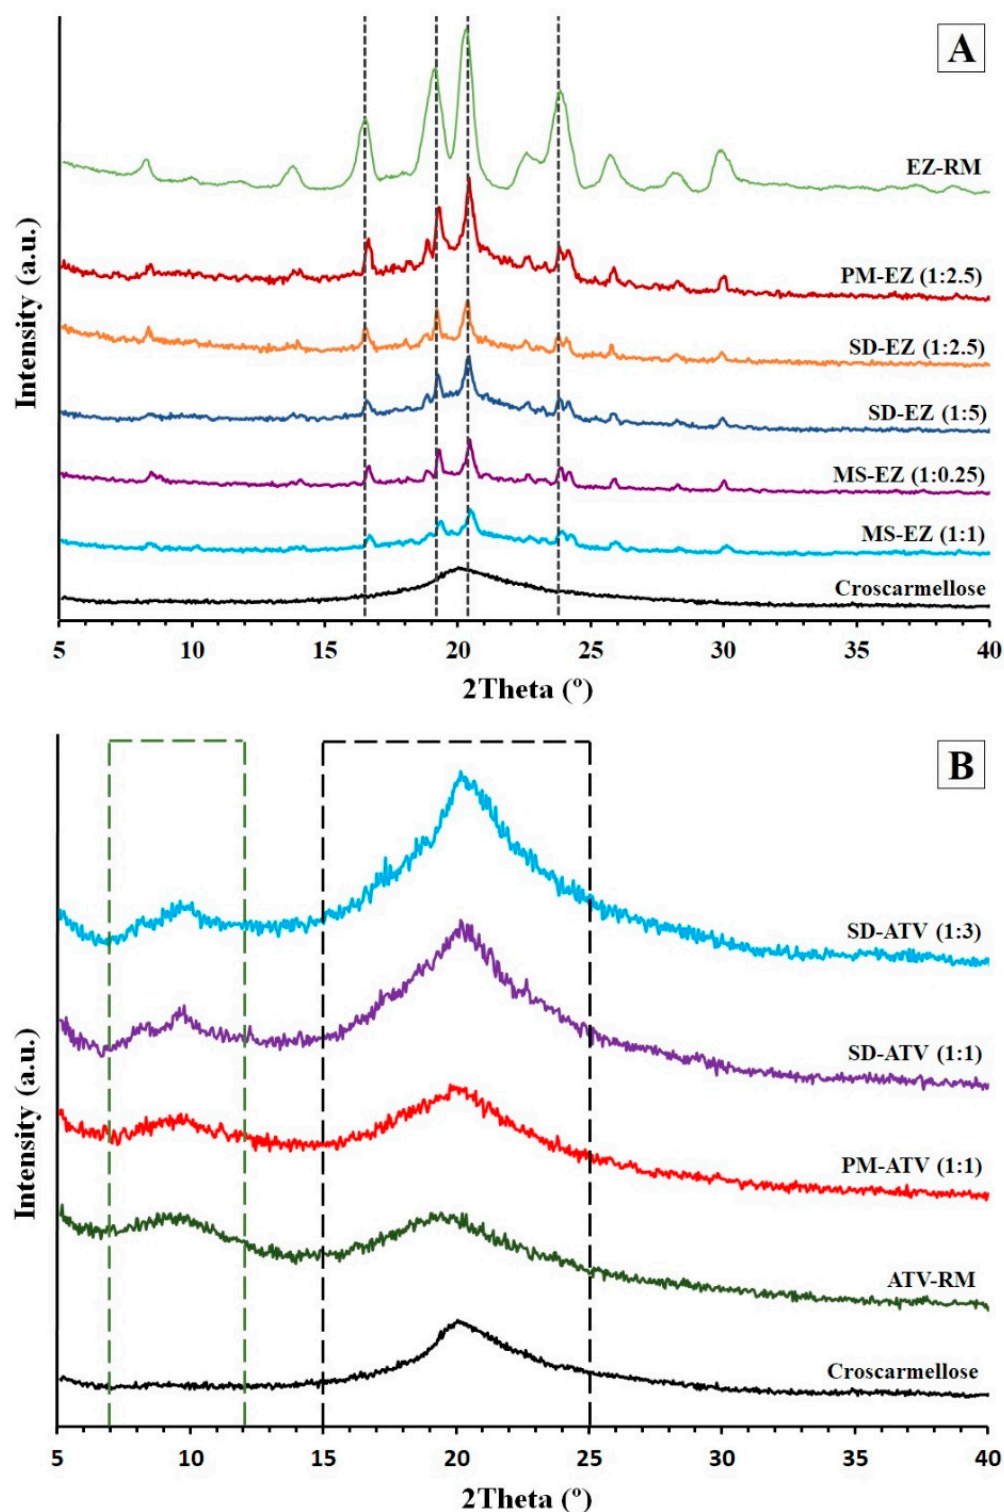 A
EZ-RM
PM-EZ (1:2.5)
SD-EZ (1:2.5)
SD-EZ (1:5)
MS-EZ (1:0.25)
MS-EZ (1:1)
Croscarmellose
Intensity (a.u.)
5 10 15 20 25 30 35 40
2Theta (º)
B
SD-ATV (1:3)
SD-ATV (1:1)
PM-ATV (1:1)
ATV-RM
Croscarmellose
Intensity (a.u.)
5 10 15 20 25 30 35 40
2Theta (º)